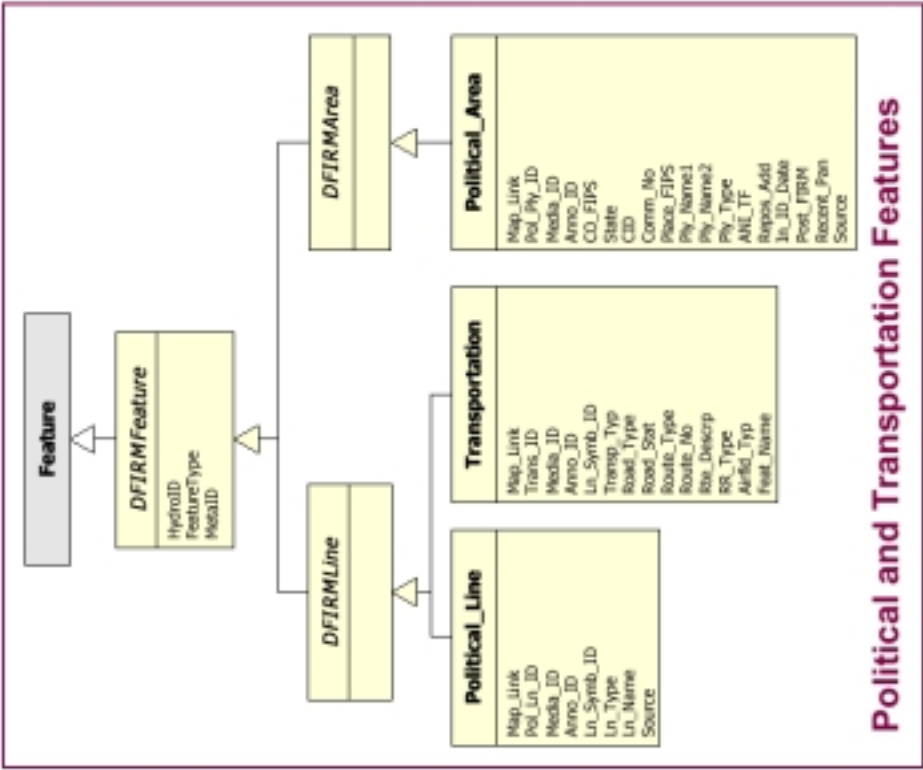 Feature
DFIRMFeature
HydroID
FeatureType
MetaID
DFIRMLine
DFIRMArea
Political_Line
Map_Link
Pol_Ln_ID
Media_ID
Anno_ID
Ln_Symb_ID
Ln_Type
Ln_Name
Source
Transportation
Map_Link
Trans_ID
Media_ID
Anno_ID
Ln_Symb_ID
Transp_Typ
Road_Type
Road_Stat
Route_Type
Route_No
Rte_Descrp
RR_Type
Airfld_Typ
Feat_Name
Political_Area
Map_Link
Pol_Ply_ID
Media_ID
Anno_ID
CO_FIPS
State
CID
Comm_No
Place_FIPS
Ply_Name1
Ply_Name2
Ply_Type
ANI_TF
Repos_Add
In_ID_Date
Post_FIRM
Recent_Pan
Source
Political and Transportation Features